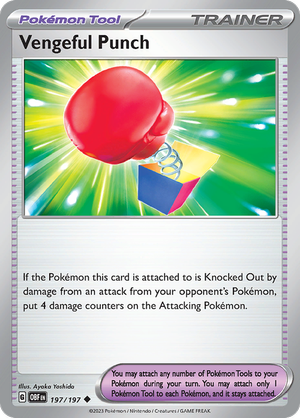 Pokémon Tool
TRAINER
Vengeful Punch
If the Pokémon this card is attached to is Knocked Out by
damage from an attack from your opponent's Pokémon,
put 4 damage counters on the Attacking Pokémon.
Illus. Ayaka Yoshida
You may attach any number of Pokémon Tools to your
Pokémon during your turn. You may attach only 1
Pokémon Tool to each Pokémon, and it stays attached.
G OBF EN 197/197
©2023 Pokémon / Nintendo / Creatures / GAME FREAK